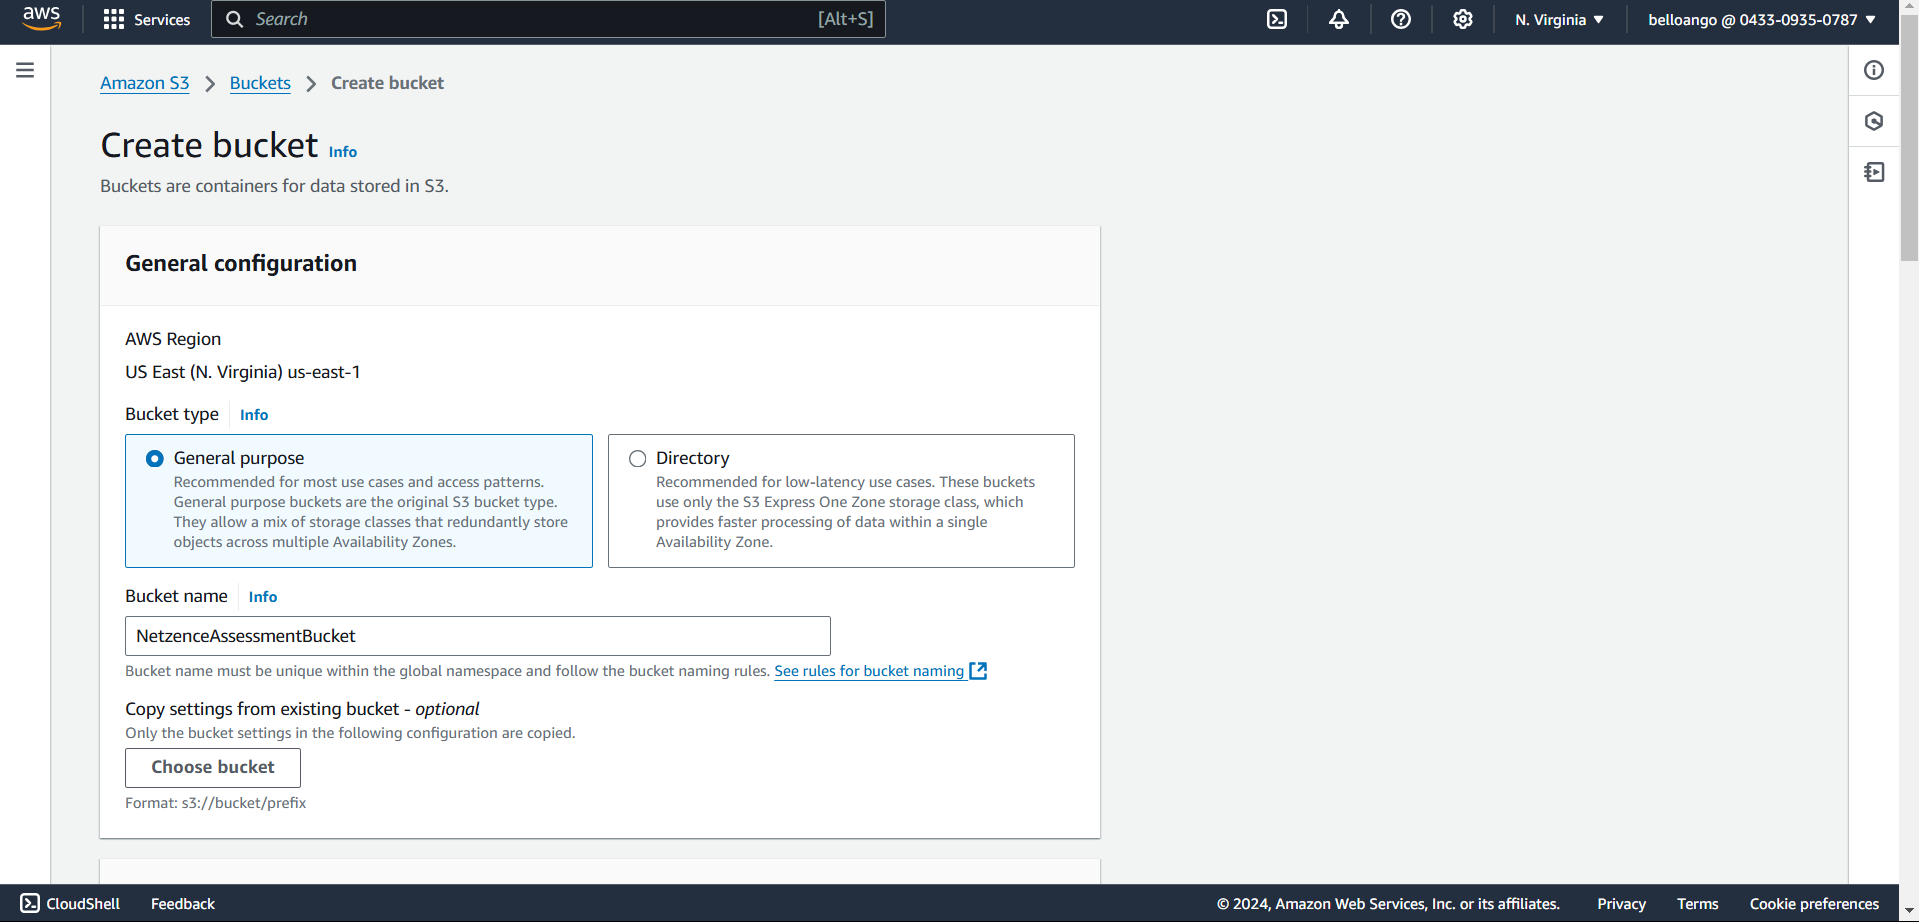 aws
Services
Search
[Alt+S]
N. Virginia
belloango @ 0433-0935-0787
Amazon S3
Buckets
Create bucket
Create bucket Info
Buckets are containers for data stored in S3.
General configuration
AWS Region
US East (N. Virginia) us-east-1
Bucket type
Info
General purpose
Recommended for most use cases and access patterns.
General purpose buckets are the original S3 bucket type.
They allow a mix of storage classes that redundantly store
objects across multiple Availability Zones.
Directory
Recommended for low-latency use cases. These buckets
use only the S3 Express One Zone storage class, which
provides faster processing of data within a single
Availability Zone.
Bucket name
Info
NetzenceAssessmentBucket
Bucket name must be unique within the global namespace and follow the bucket naming rules. See rules for bucket naming
Copy settings from existing bucket - optional
Only the bucket settings in the following configuration are copied.
Choose bucket
Format: s3://bucket/prefix
CloudShell
Feedback
© 2024, Amazon Web Services, Inc. or its affiliates.
Privacy
Terms
Cookie preferences